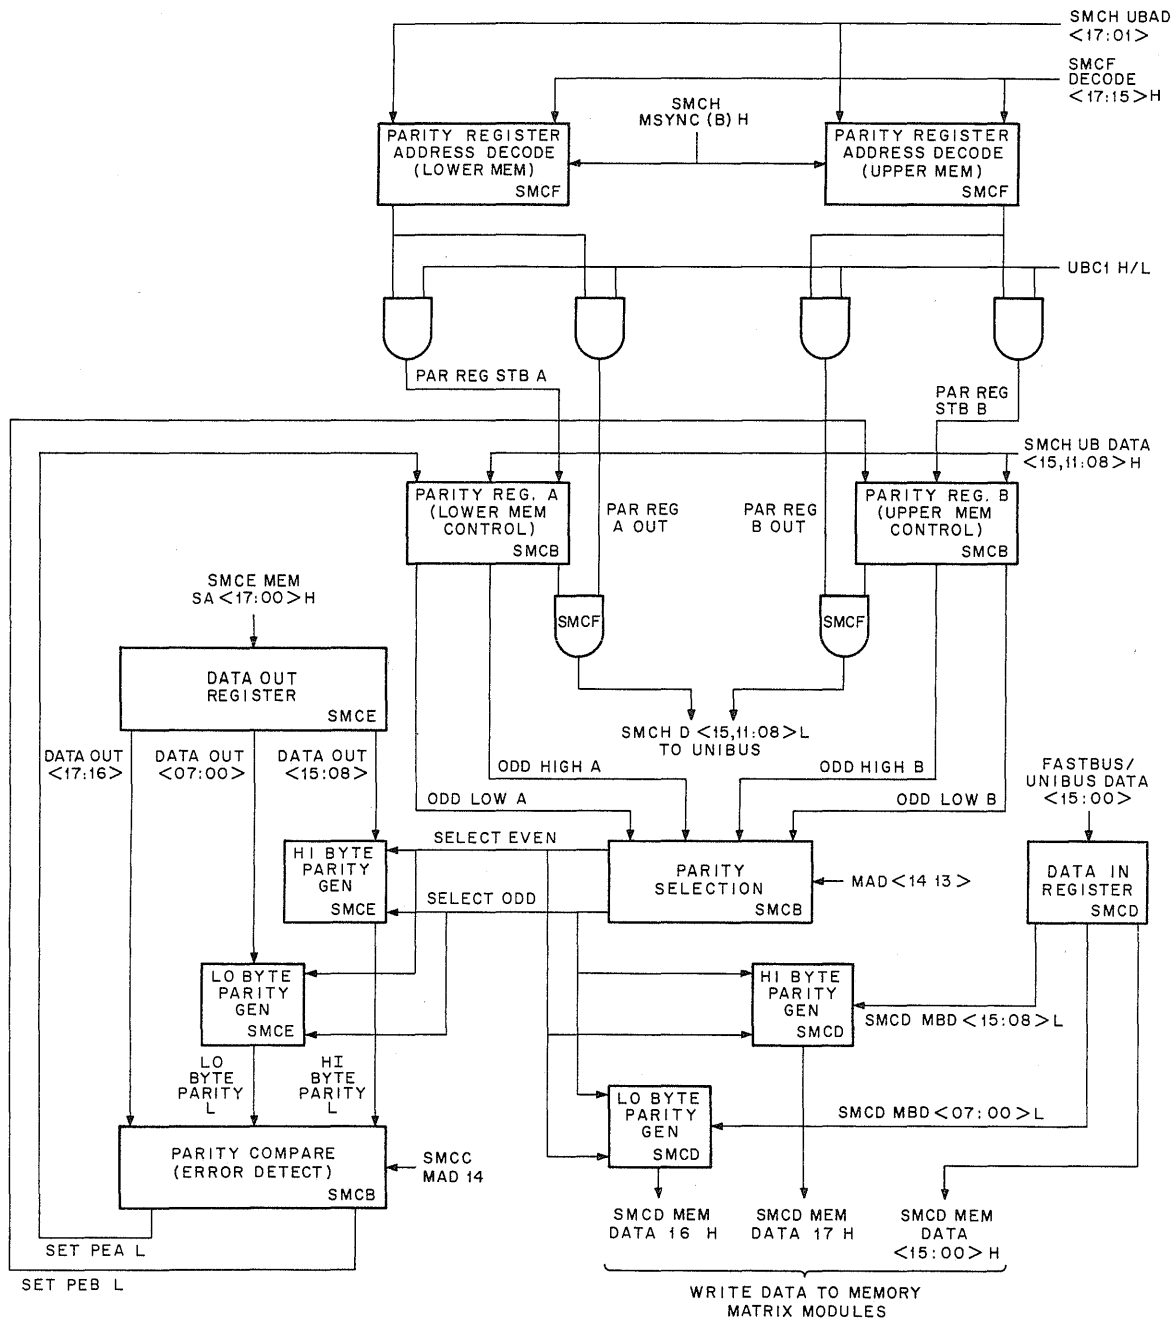 SMCH UBAD
<17:01>
SMCF
DECODE
<17:15>H
SMCH
MSYNC (B) H
PARITY REGISTER
ADDRESS DECODE
(LOWER MEM)
SMCF
PARITY REGISTER
ADDRESS DECODE
(UPPER MEM)
SMCF
UBC1 H/L
PAR REG STB A
PAR REG
STB B
SMCH UB DATA
<15,11:08>H
PARITY REG. A
(LOWER MEM
CONTROL)
SMCB
PAR REG
A OUT
PAR REG
B OUT
PARITY REG. B
(UPPER MEM
CONTROL)
SMCB
SMCE MEM
SA<17:00>H
SMCF
SMCF
DATA OUT
REGISTER
SMCE
SMCH D <15,11:08>L
TO UNIBUS
DATA OUT
<17:16>
DATA OUT
<07:00>
DATA OUT
<15:08>
ODD HIGH A
ODD HIGH B
FASTBUS/
UNIBUS DATA
<15:00>
ODD LOW A
ODD LOW B
SELECT EVEN
HI BYTE
PARITY
GEN
SMCE
PARITY
SELECTION
SMCB
MAD<14 13>
DATA IN
REGISTER
SMCD
SELECT ODD
LO BYTE
PARITY
GEN
SMCE
HI BYTE
PARITY
GEN
SMCD
SMCD MBD<15:08>L
LO
BYTE
PARITY
L
HI
BYTE
PARITY
L
LO BYTE
PARITY
GEN
SMCD
SMCD MBD<07:00>L
PARITY COMPARE
(ERROR DETECT)
SMCB
SMCC
MAD 14
SMCD MEM
DATA 16 H
SMCD MEM
DATA 17 H
SMCD MEM
DATA
<15:00>H
SET PEA L
SET PEB L
WRITE DATA TO MEMORY
MATRIX MODULES